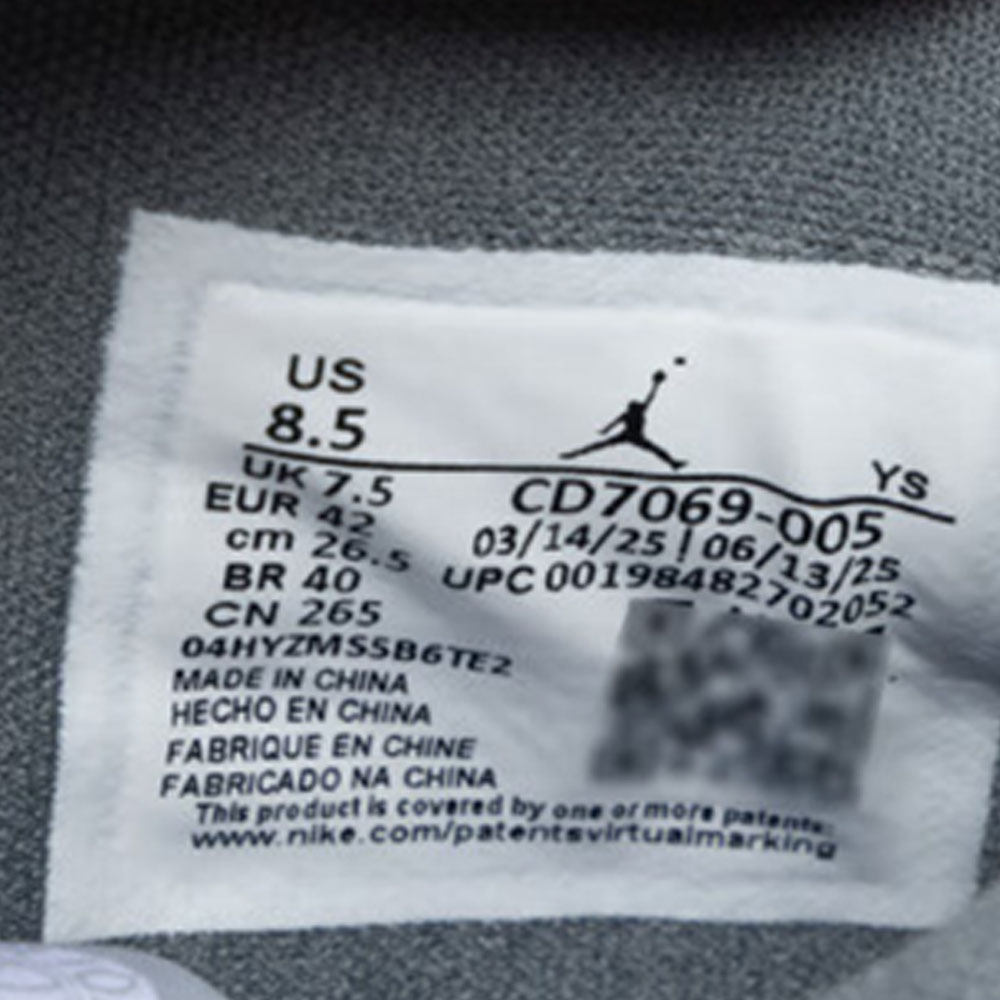 US
8.5
YS
UK 7.5
EUR 42
cm 26.5
BR 40
CN 265
CD7069-005
03/14/25 | 06/13/25
UPC 00198482702052
04HYZMS5B6TE2
MADE IN CHINA
HECHO EN CHINA
FABRIQUE EN CHINE
FABRICADO NA CHINA
This product is covered by one or more patents:
www.nike.com/patentsvirtualmarking